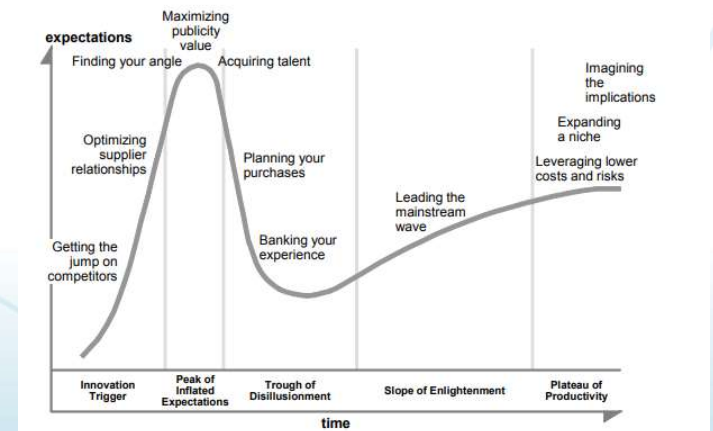 Maximizing
publicity
value
expectations
Finding your angle
Acquiring talent
Imagining
the
implications
Expanding
a niche
Optimizing
supplier
relationships
Planning your
purchases
Leveraging lower
costs and risks
Leading the
mainstream
wave
Getting the
jump on
competitors
Banking your
experience
Innovation
Trigger
Peak of
Inflated
Expectations
Trough of
Disillusionment
Slope of Enlightenment
Plateau of
Productivity
time